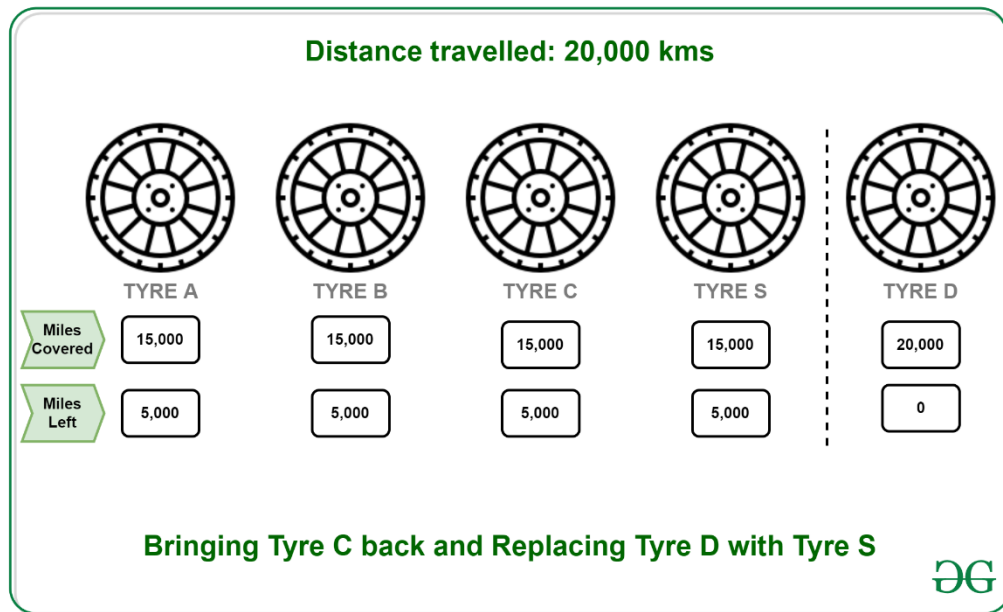 Distance travelled: 20,000 kms
TYRE A TYRE B TYRE C TYRE S TYRE D
Miles
Covered
15,000 15,000 15,000 15,000 20,000
Miles
Left
5,000 5,000 5,000 5,000 0
Bringing Tyre C back and Replacing Tyre D with Tyre S